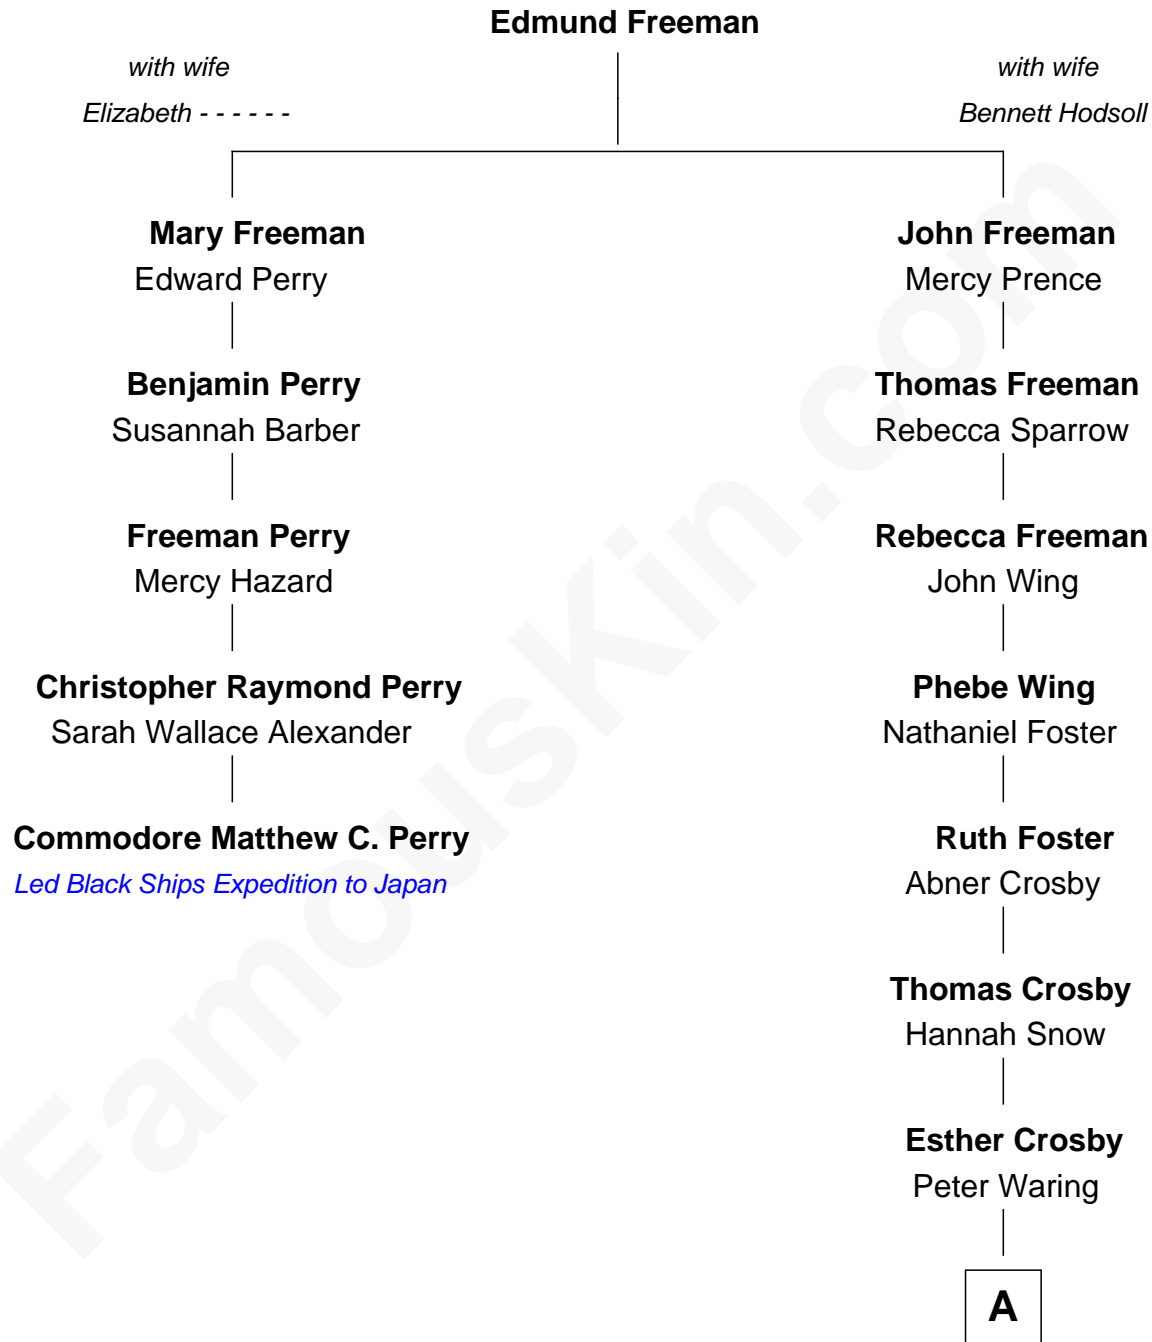 Edmund Freeman
with wife
Elizabeth - - - - - -
with wife
Bennett Hodsoll
Mary Freeman
Edward Perry
Benjamin Perry
Susannah Barber
Freeman Perry
Mercy Hazard
Christopher Raymond Perry
Sarah Wallace Alexander
Commodore Matthew C. Perry
Led Black Ships Expedition to Japan
John Freeman
Mercy Prence
Thomas Freeman
Rebecca Sparrow
Rebecca Freeman
John Wing
Phebe Wing
Nathaniel Foster
Ruth Foster
Abner Crosby
Thomas Crosby
Hannah Snow
Esther Crosby
Peter Waring
A
FamousKin.com